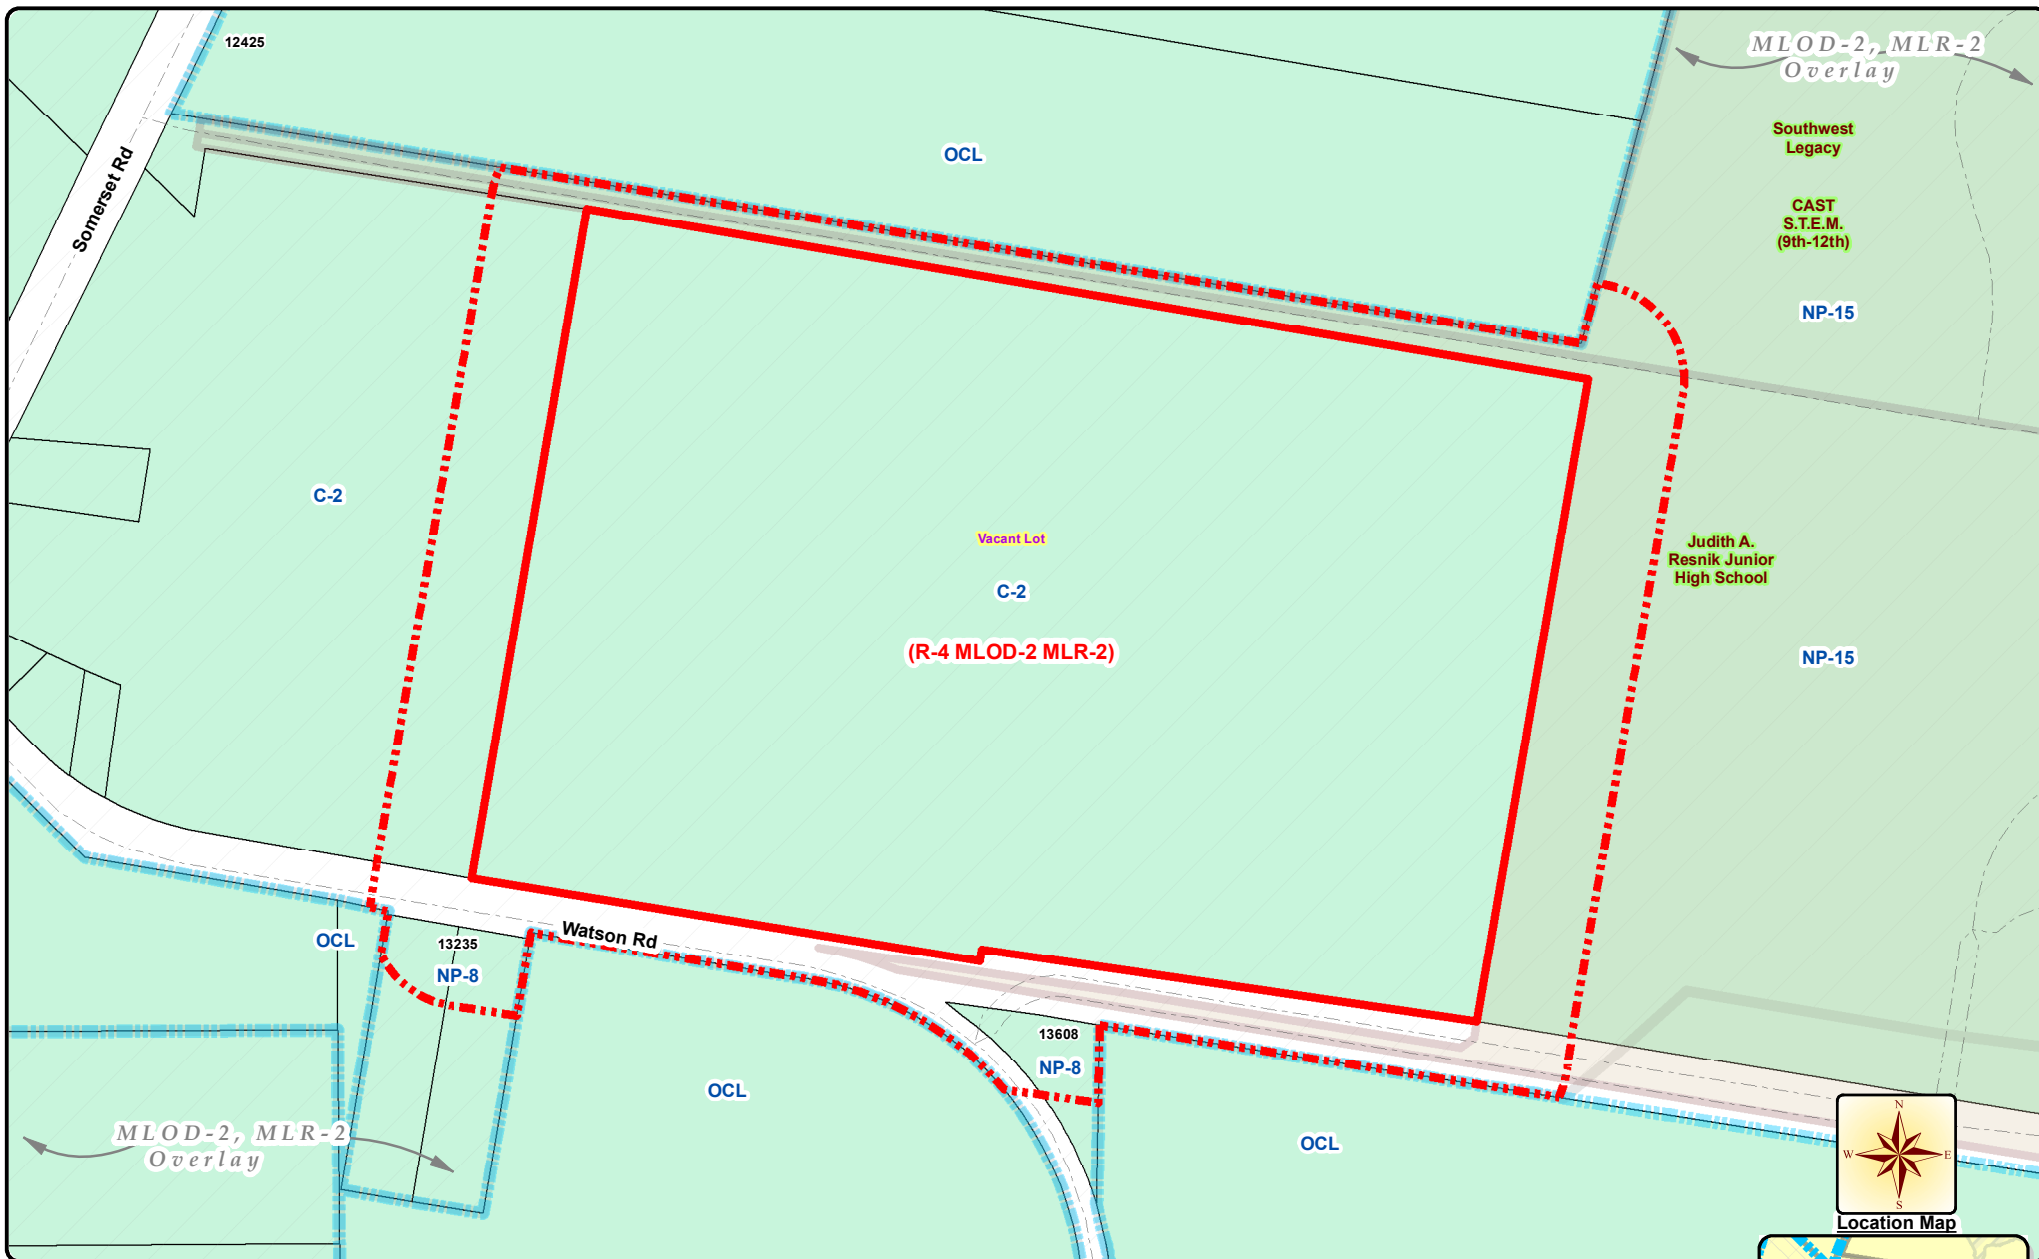 12425
MLOD-2, MLR-2
Overlay
Southwest
Legacy
OCL
Somerset Rd
CAST
S.T.E.M.
(9th-12th)
NP-15
C-2
Vacant Lot
C-2
(R-4 MLOD-2 MLR-2)
Judith A.
Resnik Junior
High School
NP-15
OCL
13235
NP-8
Watson Rd
13608
NP-8
OCL
OCL
MLOD-2, MLR-2
Overlay
N
W
E
S
Location Map